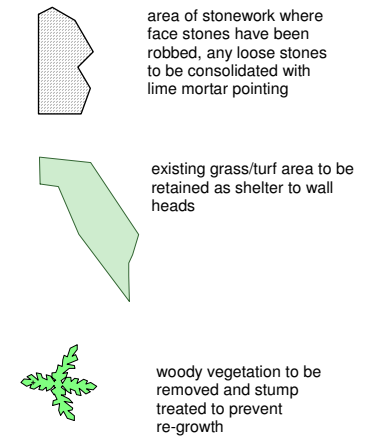 area of stonework where
face stones have been
robbed, any loose stones
to be consolidated with
lime mortar pointing
existing grass/turf area to be
retained as shelter to wall
heads
woody vegetation to be
removed and stump
treated to prevent
re-growth